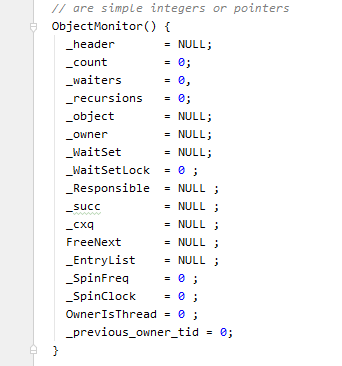 // are simple integers or pointers
ObjectMonitor() {
_header       = NULL;
_count        = 0;
_waiters      = 0,
_recursions   = 0;
_object       = NULL;
_owner        = NULL;
_WaitSet      = NULL;
_WaitSetLock  = 0 ;
_Responsible  = NULL ;
_succ         = NULL ;
_cxq          = NULL ;
FreeNext      = NULL ;
_EntryList    = NULL ;
_SpinFreq     = 0 ;
_SpinClock    = 0 ;
OwnerIsThread = 0 ;
_previous_owner_tid = 0;
}